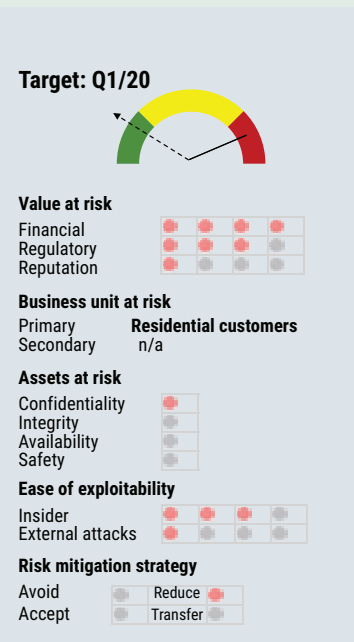 Target: Q1/20
Value at risk
Financial
Regulatory
Reputation
Business unit at risk
Primary Residential customers
Secondary n/a
Assets at risk
Confidentiality
Integrity
Availability
Safety
Ease of exploitability
Insider
External attacks
Risk mitigation strategy
Avoid Reduce
Accept Transfer